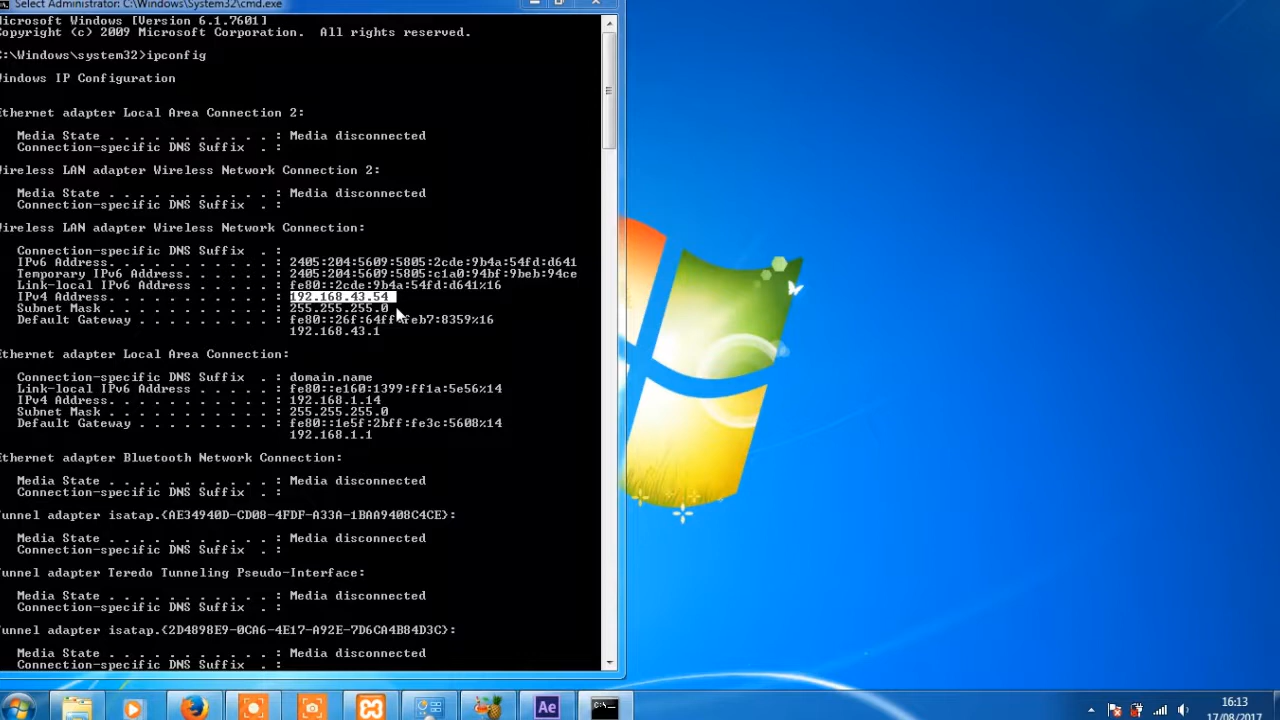 Select Administrator: C:\Windows\System32\cmd.exe
Microsoft Windows [Version 6.1.7601]
Copyright (c) 2009 Microsoft Corporation.  All rights reserved.
C:\Windows\system32>ipconfig
Windows IP Configuration
Ethernet adapter Local Area Connection 2:
Media State . . . . . . . . . . . : Media disconnected
Connection-specific DNS Suffix  . :
Wireless LAN adapter Wireless Network Connection 2:
Media State . . . . . . . . . . . : Media disconnected
Connection-specific DNS Suffix  . :
Wireless LAN adapter Wireless Network Connection:
Connection-specific DNS Suffix  . :
IPv6 Address. . . . . . . . . . . : 2405:204:5609:5805:2cde:9b4a:54fd:d641
Temporary IPv6 Address. . . . . . : 2405:204:5609:5805:c1a0:94bf:9beb:94ce
Link-local IPv6 Address . . . . . : fe80::2cde:9b4a:54fd:d641%16
IPv4 Address. . . . . . . . . . . : 192.168.43.54
Subnet Mask . . . . . . . . . . . : 255.255.255.0
Default Gateway . . . . . . . . . : fe80::26f:64ff:feb7:8359%16
192.168.43.1
Ethernet adapter Local Area Connection:
Connection-specific DNS Suffix  . : domain.name
Link-local IPv6 Address . . . . . : fe80::e160:1399:ff1a:5e56%14
IPv4 Address. . . . . . . . . . . : 192.168.1.14
Subnet Mask . . . . . . . . . . . : 255.255.255.0
Default Gateway . . . . . . . . . : fe80::1e5f:2bff:fe3c:5608%14
192.168.1.1
Ethernet adapter Bluetooth Network Connection:
Media State . . . . . . . . . . . : Media disconnected
Connection-specific DNS Suffix  . :
Tunnel adapter isatap.{AE34940D-CD08-4FDF-A33A-1BAA9408C4CE}:
Media State . . . . . . . . . . . : Media disconnected
Connection-specific DNS Suffix  . :
Tunnel adapter Teredo Tunneling Pseudo-Interface:
Media State . . . . . . . . . . . : Media disconnected
Connection-specific DNS Suffix  . :
Tunnel adapter isatap.{2D4898E9-0CA6-4E17-A92E-7D6CA4B84D3C}:
Media State . . . . . . . . . . . : Media disconnected
Connection-specific DNS Suffix  . :
Ae
C:\
16:13
17/08/2017